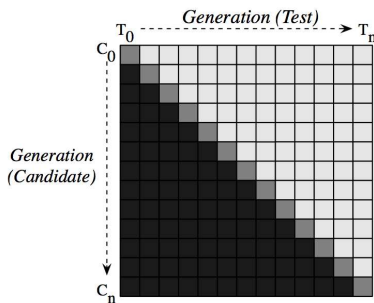 Generation (Test)
T0 Tn
C0
Generation
(Candidate)
Cn